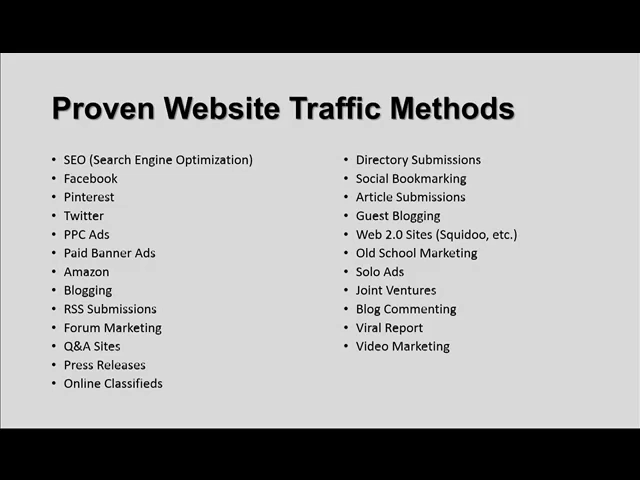 Proven Website Traffic Methods
• SEO (Search Engine Optimization)
• Facebook
• Pinterest
• Twitter
• PPC Ads
• Paid Banner Ads
• Amazon
• Blogging
• RSS Submissions
• Forum Marketing
• Q&A Sites
• Press Releases
• Online Classifieds
• Directory Submissions
• Social Bookmarking
• Article Submissions
• Guest Blogging
• Web 2.0 Sites (Squidoo, etc.)
• Old School Marketing
• Solo Ads
• Joint Ventures
• Blog Commenting
• Viral Report
• Video Marketing